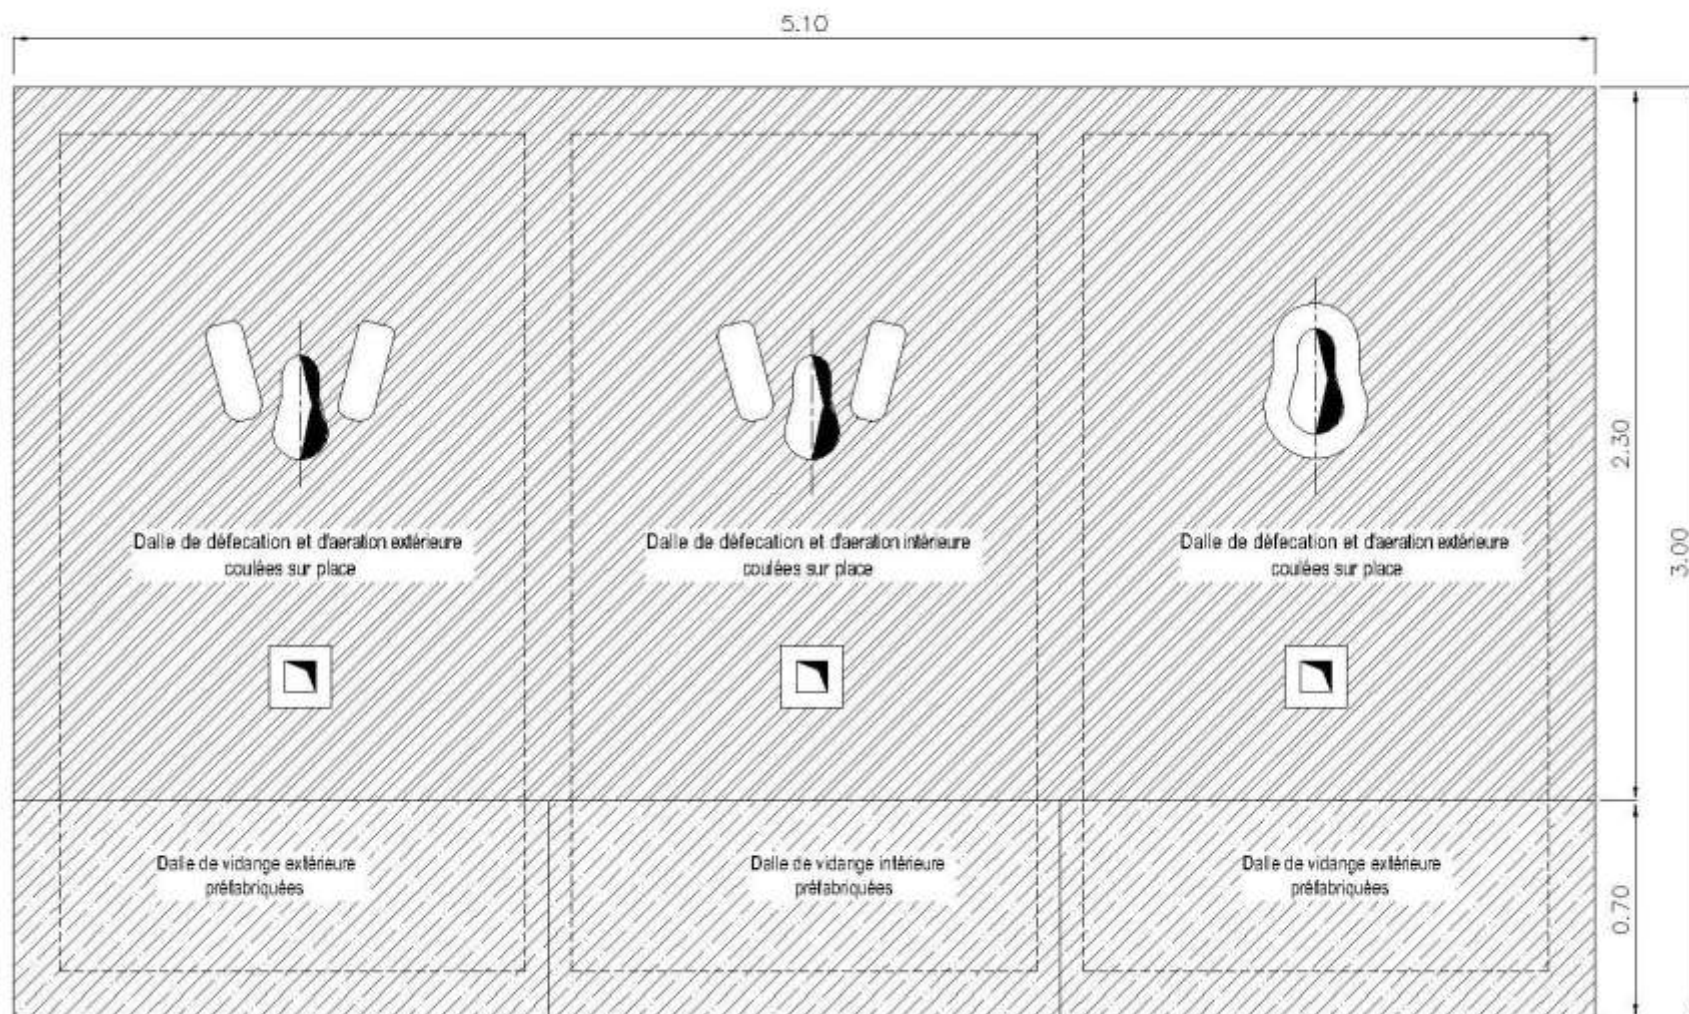 5.10
Dalle de défecation et d'aeration extérieure
coulées sur place
Dalle de défecation et d'aeration intérieure
coulées sur place
Dalle de défecation et d'aeration extérieure
coulées sur place
2.30
3.00
Dalle de vidange extérieure
préfabriquées
Dalle de vidange intérieure
préfabriquées
Dalle de vidange extérieure
préfabriquées
0.70